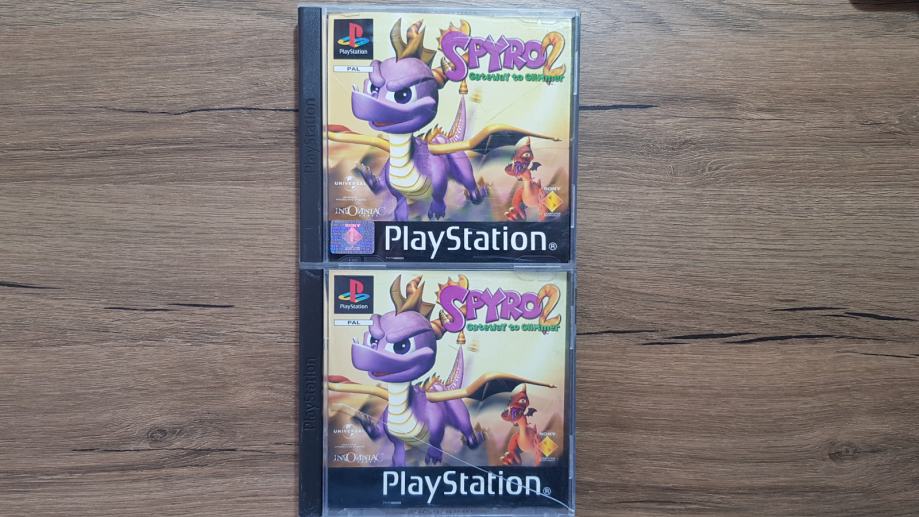 PlayStation
PlayStation
PAL
SPYRO 2
GateWaY to GliMmer
UNIVERSAL
INSOMNIAC
SONY
SONY
PlayStation®
PlayStation
PlayStation
PAL
SPYRO 2
GateWaY to GliMmer
UNIVERSAL
INSOMNIAC
SONY
PlayStation®